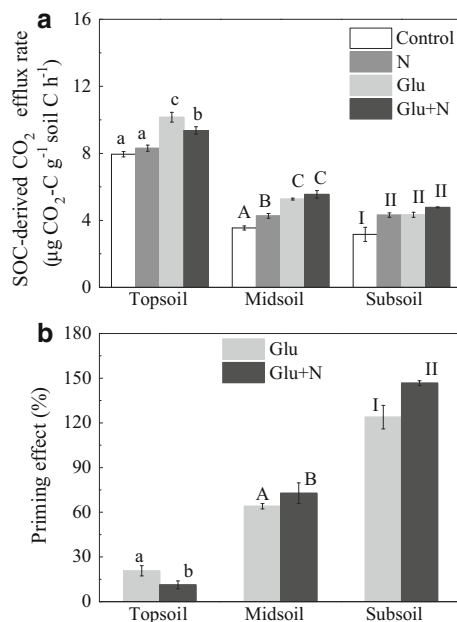 a
SOC-derived CO2 efflux rate
(μg CO2-C g-1 soil C h-1)
16
12
8
4
0
Control
N
Glu
Glu+N
a a c b
A B C C
I II II II
Topsoil Midsoil Subsoil
b
Priming effect (%)
180
150
120
90
60
30
0
Glu
Glu+N
a b
A B
I II
Topsoil Midsoil Subsoil